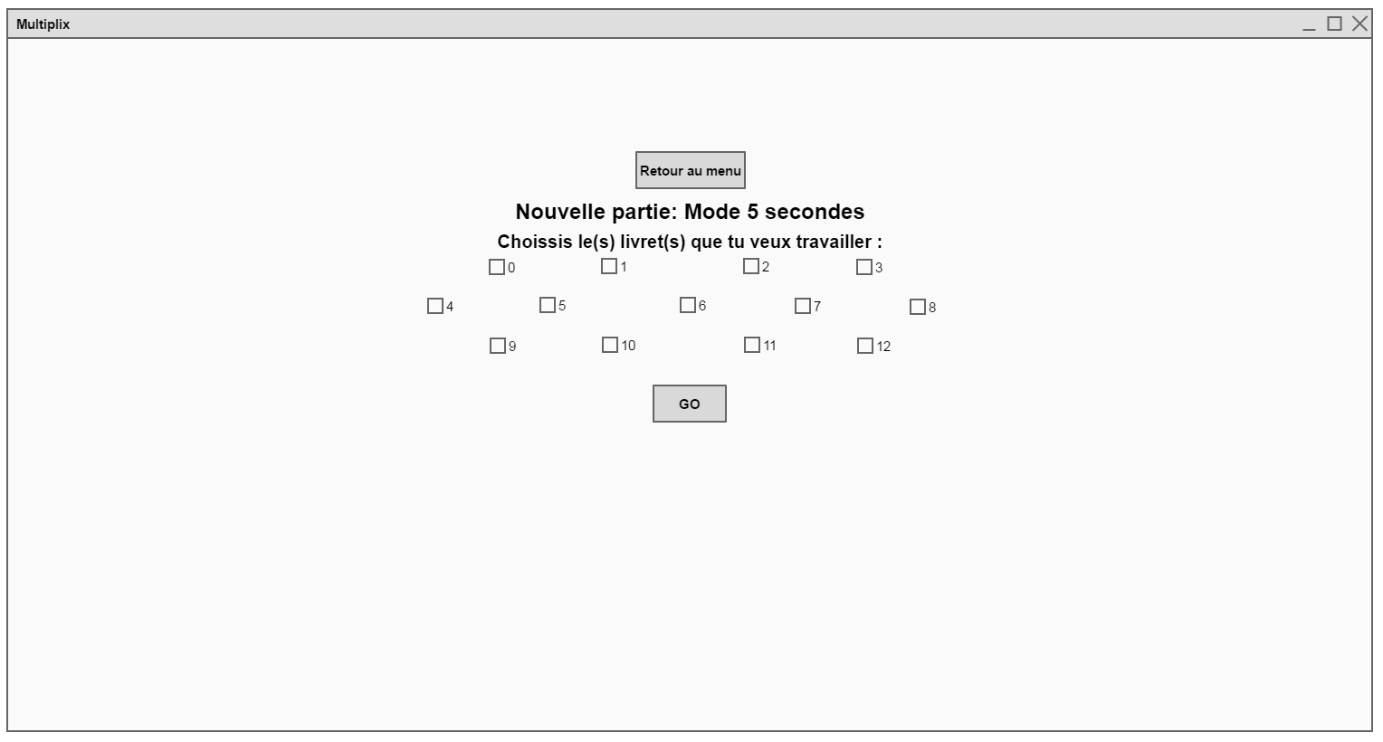 Multiplix
Retour au menu
Nouvelle partie: Mode 5 secondes
Choissis le(s) livret(s) que tu veux travailler :
0 1 2 3
4 5 6 7 8
9 10 11 12
GO